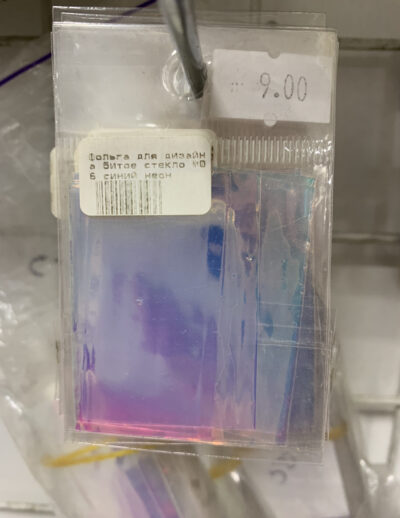 9.00
Фольга для дизайн
а Битое стекло №0
6 синий неон